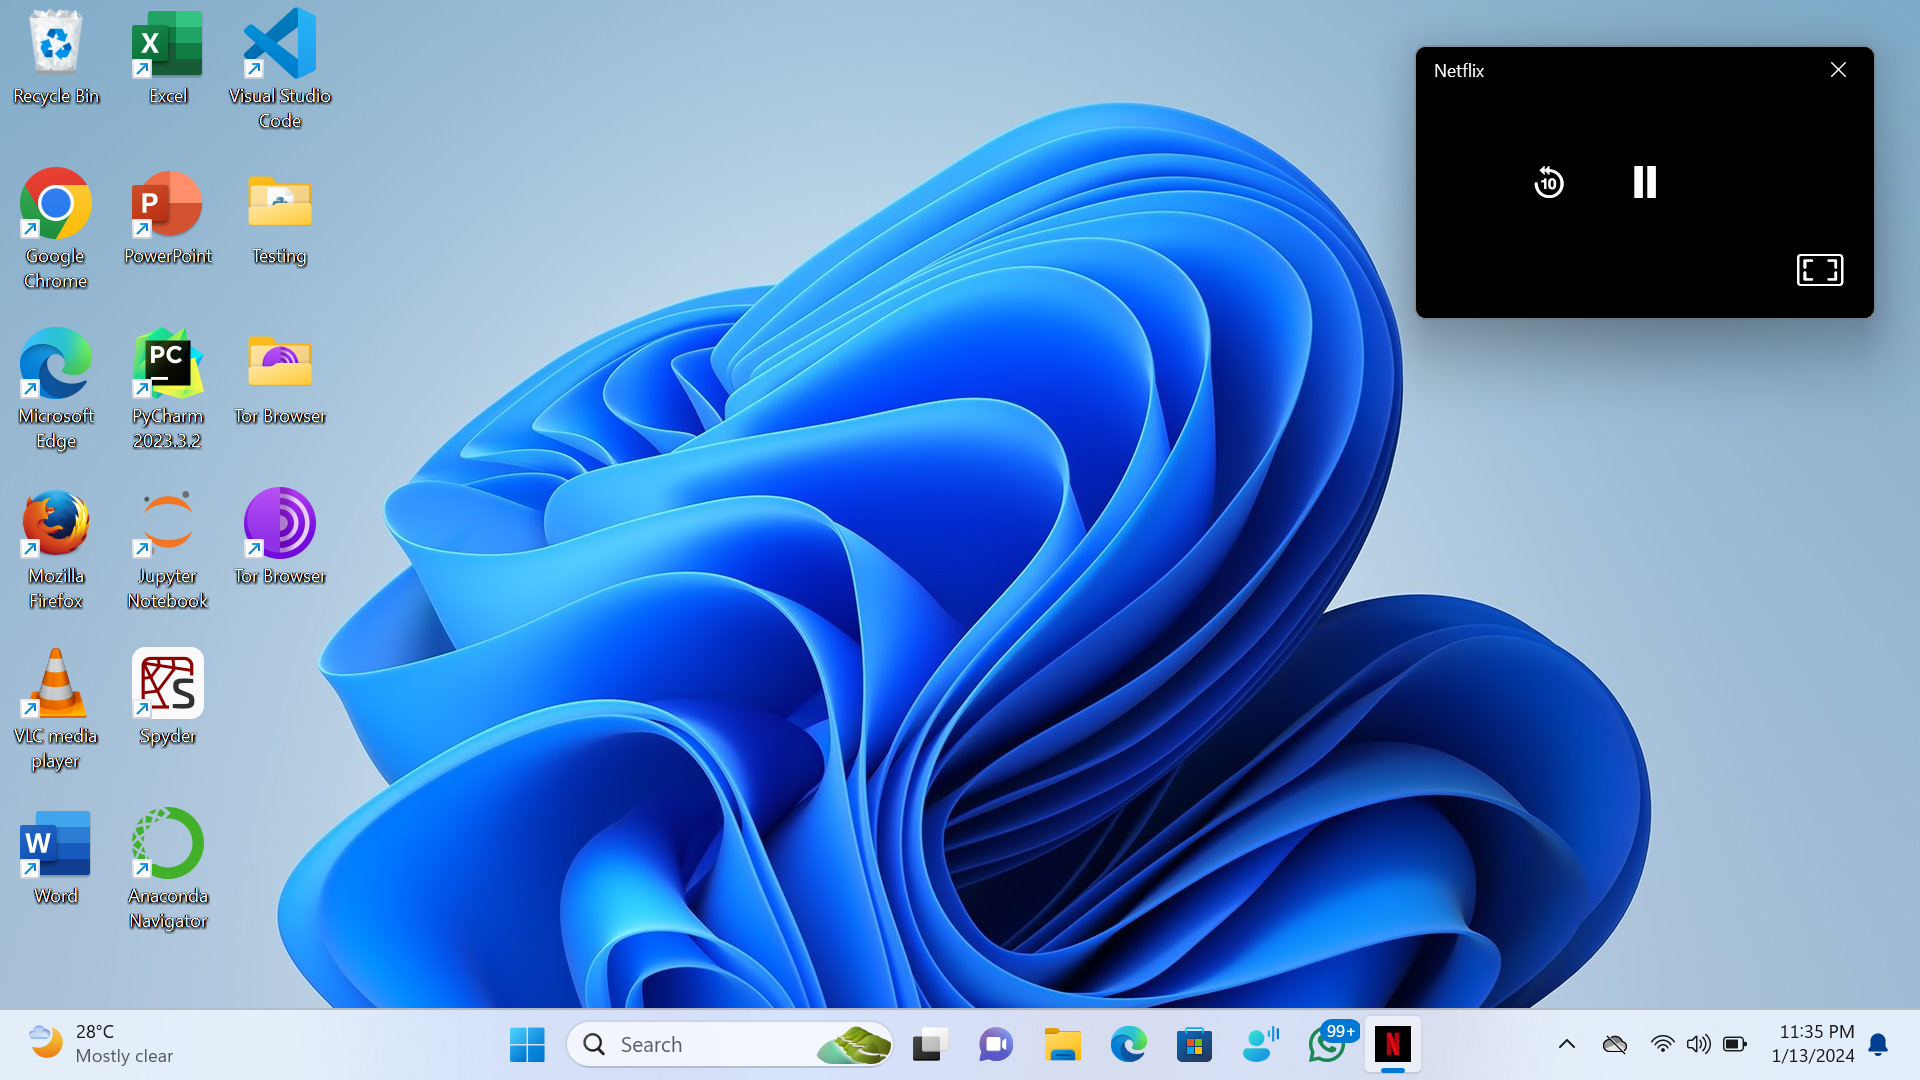 Recycle Bin
Excel
Visual Studio
Code
Netflix
10
Google
Chrome
PowerPoint
Testing
Microsoft
Edge
PC
PyCharm
2023.3.2
Tor Browser
Mozilla
Firefox
Jupyter
Notebook
Tor Browser
VLC media
player
Spyder
Word
Anaconda
Navigator
28°C
Mostly clear
Search
99+
11:35 PM
1/13/2024